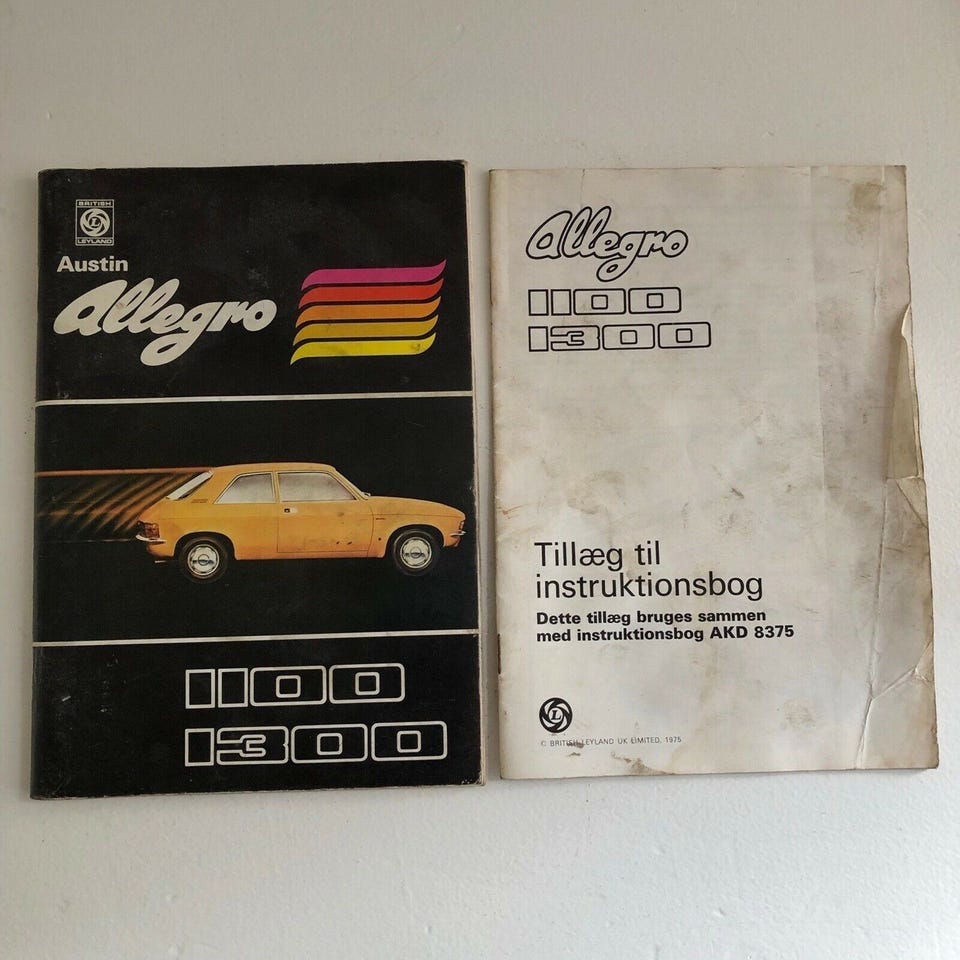 BRITISH
L
LEYLAND
Austin
Allegro
1100
1300
Allegro
1100
1300
Tillæg til
instruktionsbog
Dette tillæg bruges sammen
med instruktionsbog AKD 8375
L
© BRITISH LEYLAND UK LIMITED, 1975